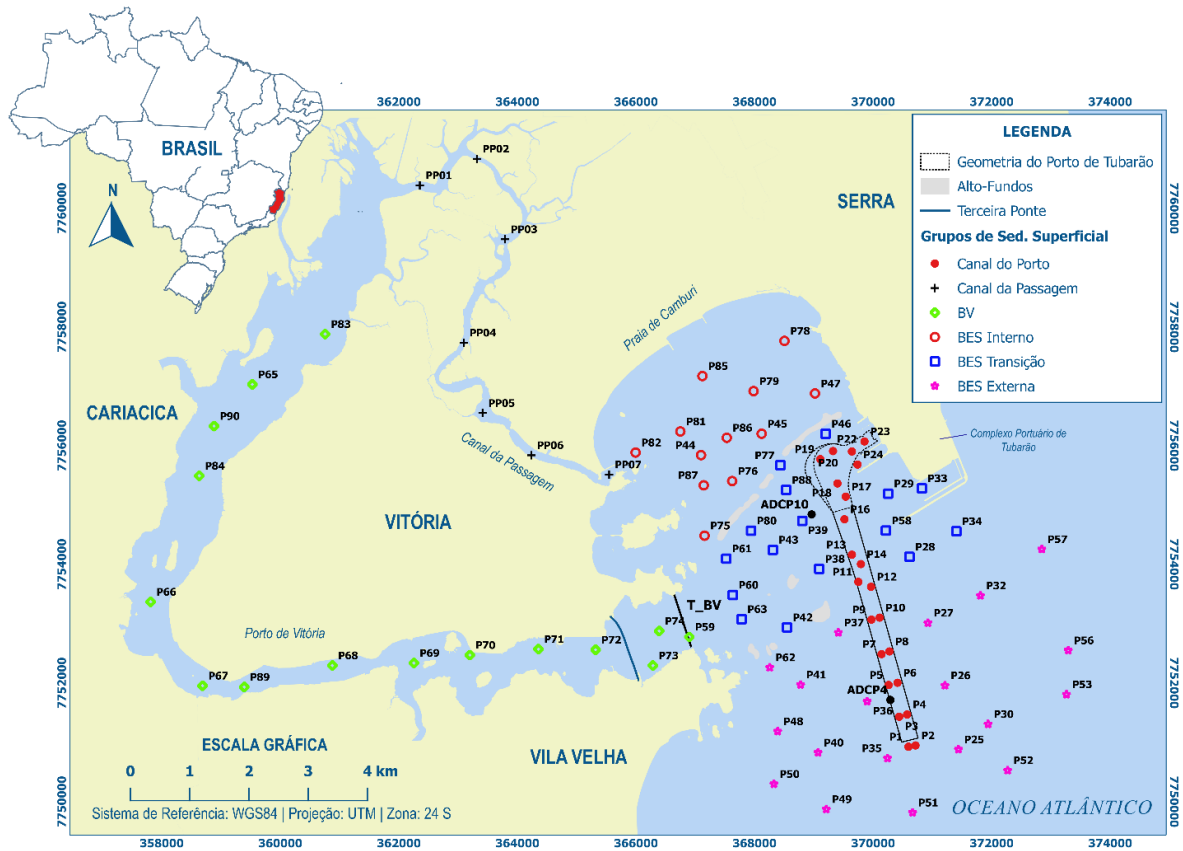 BRASIL
N
362000
364000
366000
368000
370000
372000
374000
7760000
7758000
7756000
7754000
7752000
7750000
LEGENDA
Geometria do Porto de Tubarão
Alto-Fundos
Terceira Ponte
Grupos de Sed. Superficial
Canal do Porto
Canal da Passagem
BV
BES Interno
BES Transição
BES Externa
SERRA
PP02
PP01
PP03
PP04
PP05
PP06
PP07
Canal da Passagem
Praia de Camburi
P83
P65
CARIACICA
P90
P84
VITÓRIA
P66
Porto de Vitória
P67
P89
P68
P69
P70
P71
P72
P74
P73
T_BV
P59
P78
P85
P79
P47
P81
P86
P45
P82
P44
P87
P76
P75
P46
P77
P88
P80
P39
P43
P61
P38
P60
P63
P42
P23
P22
P19
P20
P24
P17
P18
P16
ADCP10
P13
P14
P11
P12
P9
P10
P7
P8
P5
P6
ADCP4
P4
P3
P1
P2
P29
P33
P58
P34
P28
Complexo Portuário de
Tubarão
P57
P32
P27
P37
P56
P62
P41
P26
P53
P36
P30
P48
P40
P35
P25
P52
P50
P49
P51
VILA VELHA
OCEANO ATLÂNTICO
ESCALA GRÁFICA
0 1 2 3 4 km
Sistema de Referência: WGS84 | Projeção: UTM | Zona: 24 S
7760000
7758000
7756000
7754000
7752000
7750000
358000
360000
362000
364000
366000
368000
370000
372000
374000